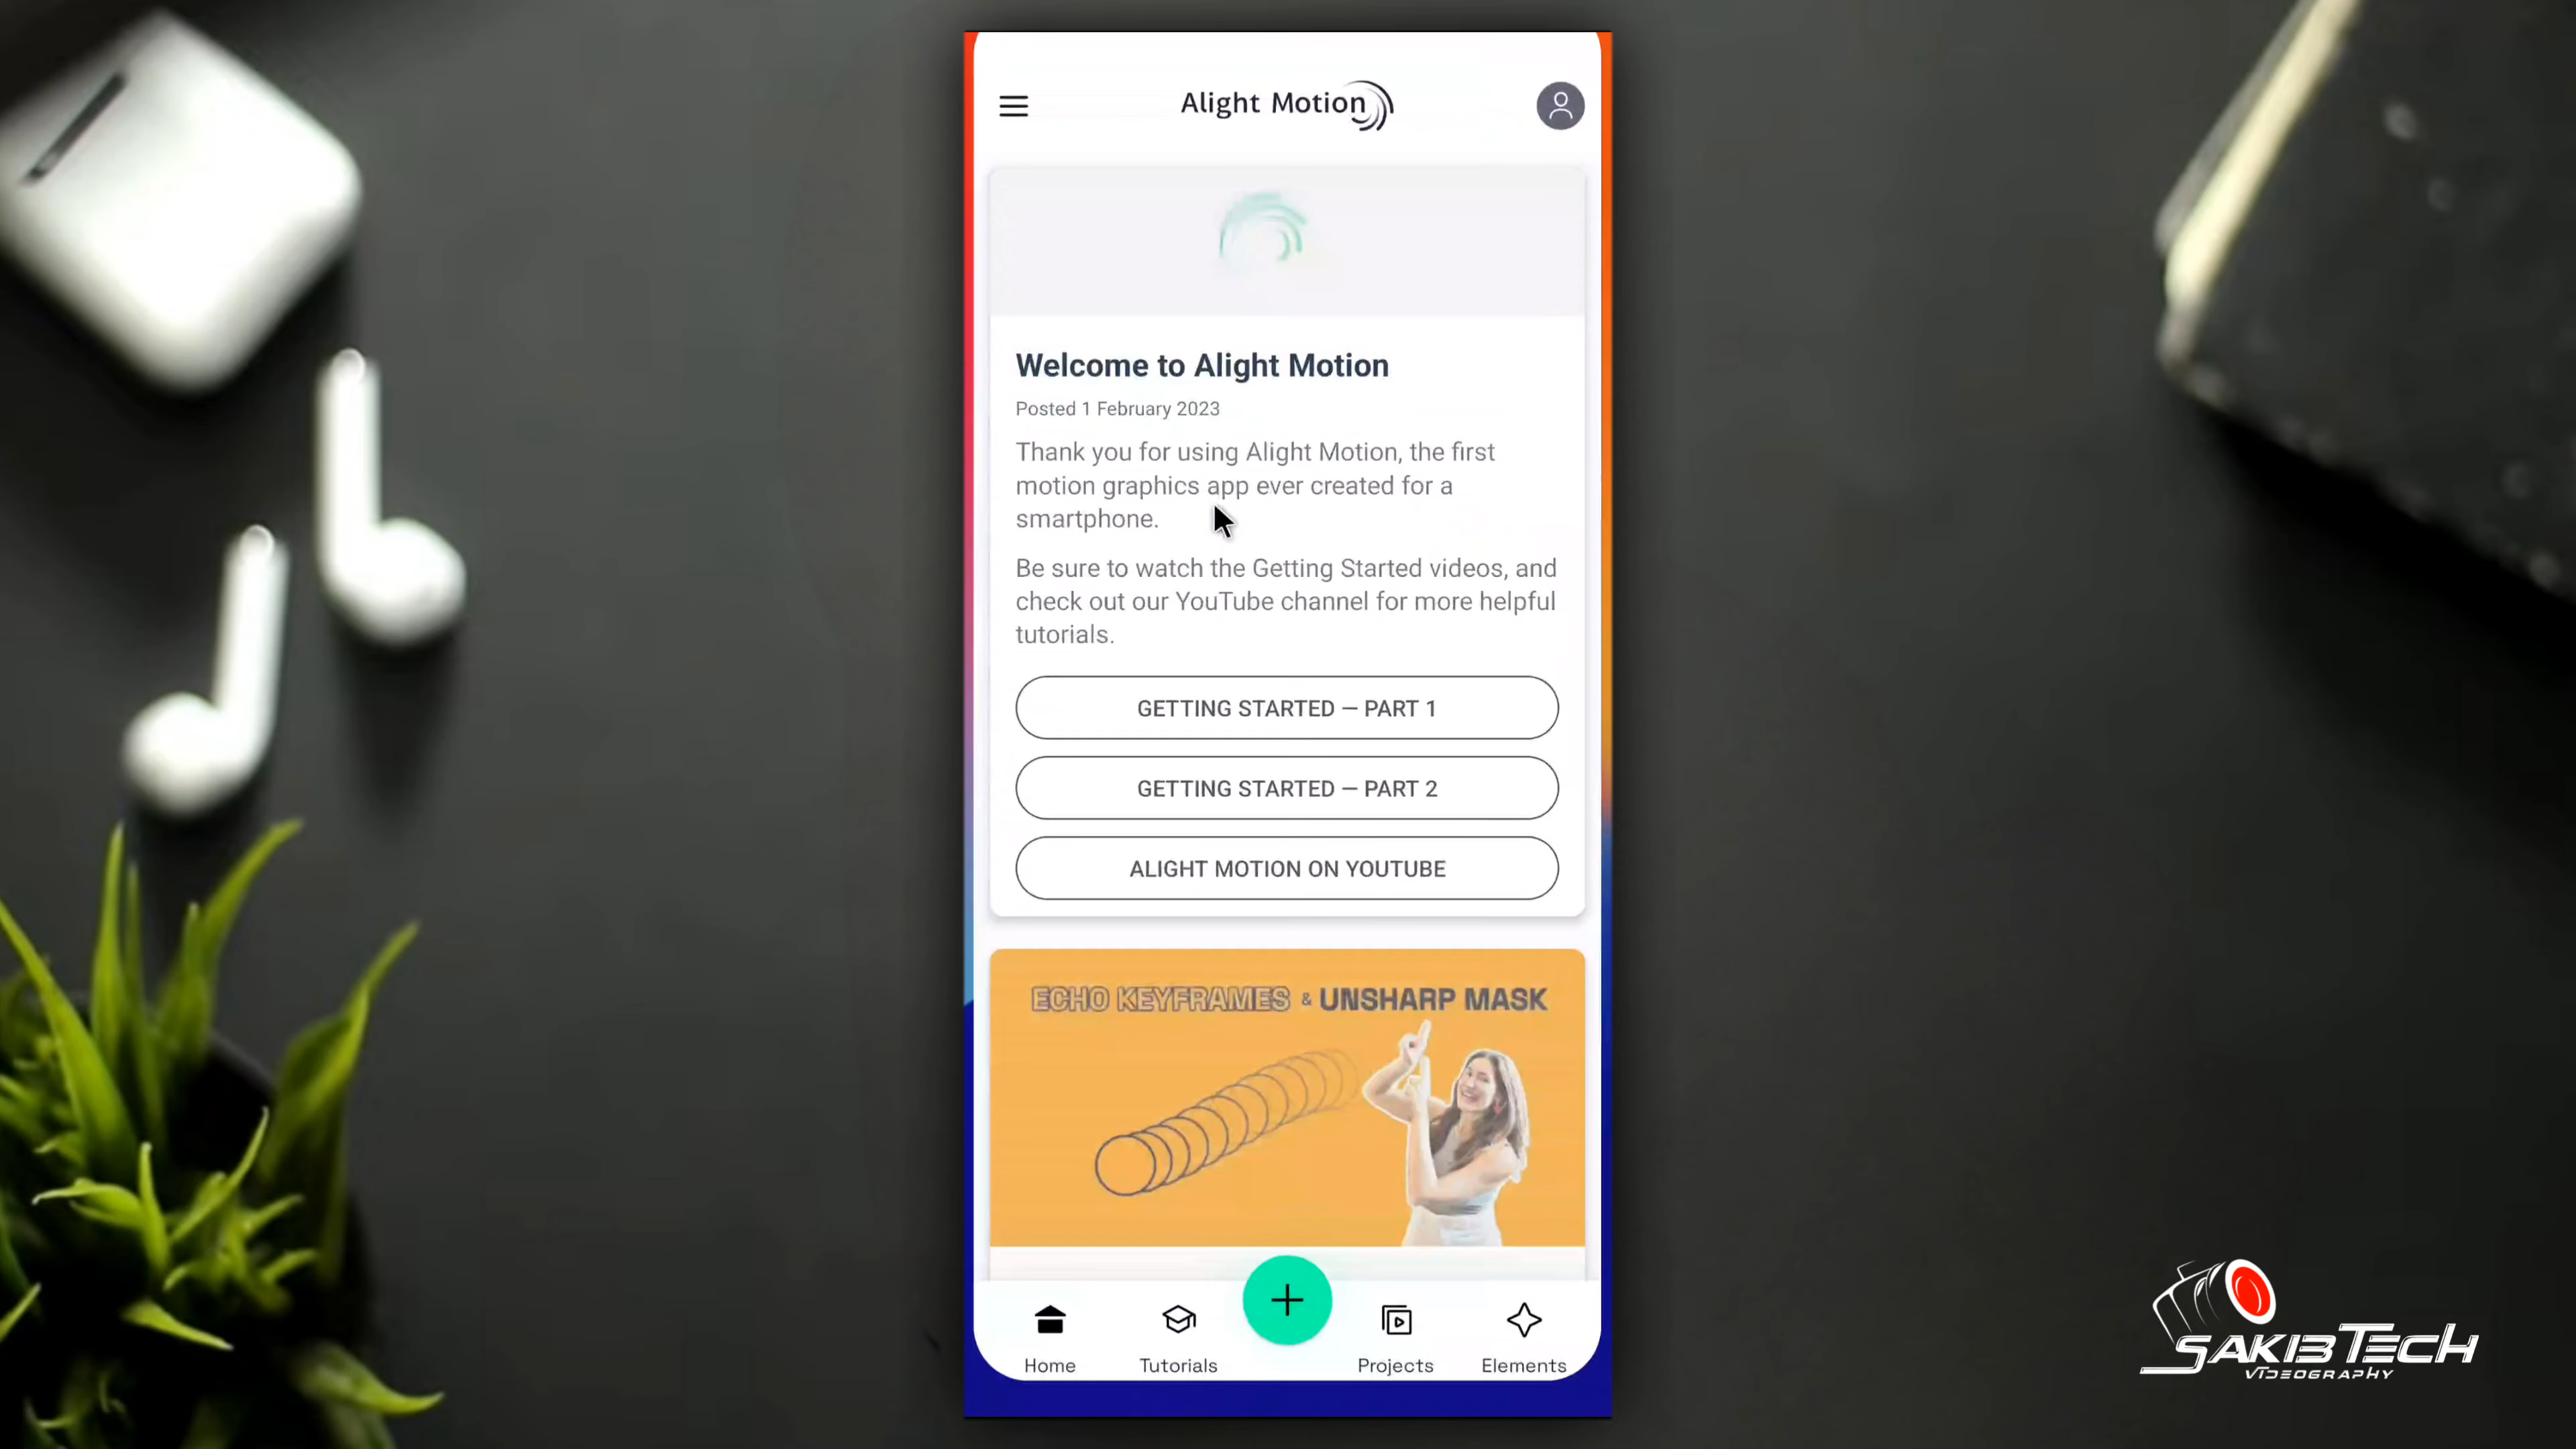 Alight Motion
Welcome to Alight Motion
Posted 1 February 2023
Thank you for using Alight Motion, the first
motion graphics app ever created for a
smartphone.
Be sure to watch the Getting Started videos, and
check out our YouTube channel for more helpful
tutorials.
GETTING STARTED — PART 1
GETTING STARTED — PART 2
ALIGHT MOTION ON YOUTUBE
ECHO KEYFRAMES & UNSHARP MASK
Home
Tutorials
Projects
Elements
SAKIB TECH
VIDEOGRAPHY